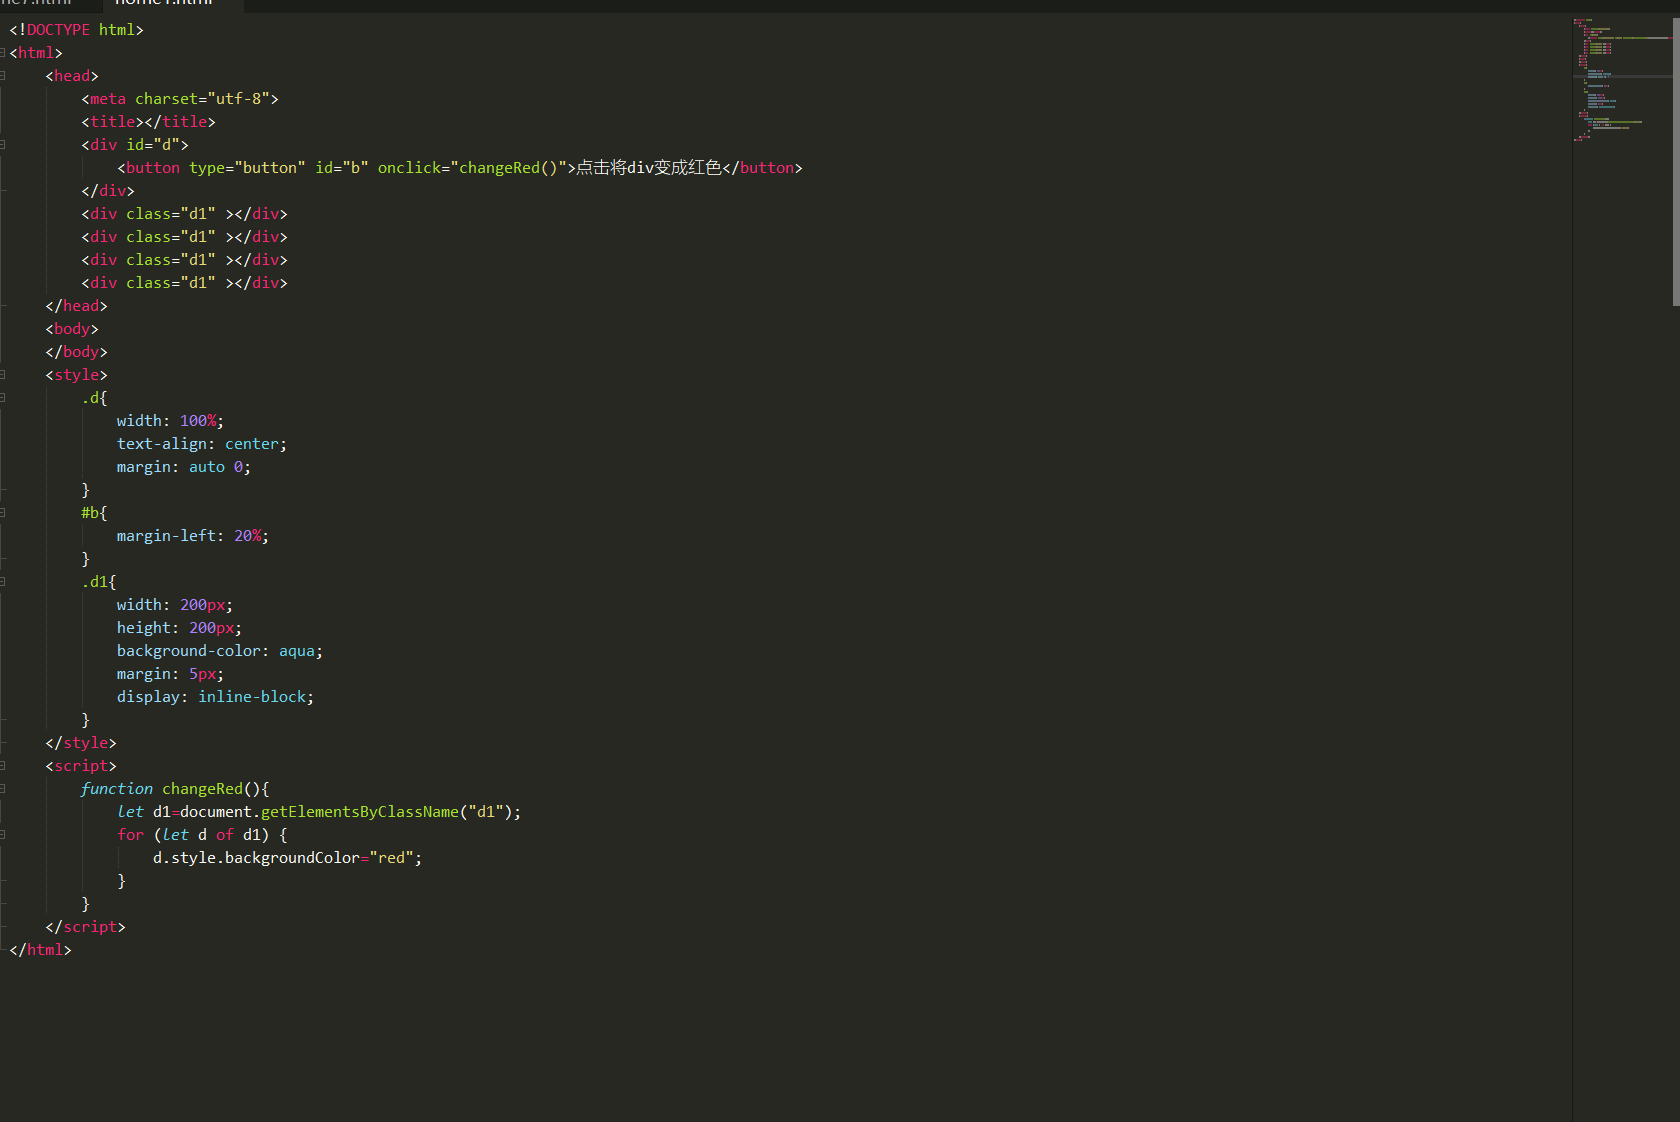 home1.html
<!DOCTYPE html>
<html>
    <head>
        <meta charset="utf-8">
        <title></title>
        <div id="d">
            <button type="button" id="b" onclick="changeRed()">点击将div变成红色</button>
        </div>
        <div class="d1" ></div>
        <div class="d1" ></div>
        <div class="d1" ></div>
        <div class="d1" ></div>
    </head>
    <body>
    </body>
    <style>
        .d{
            width: 100%;
            text-align: center;
            margin: auto 0;
        }
        #b{
            margin-left: 20%;
        }
        .d1{
            width: 200px;
            height: 200px;
            background-color: aqua;
            margin: 5px;
            display: inline-block;
        }
    </style>
    <script>
        function changeRed(){
            let d1=document.getElementsByClassName("d1");
            for (let d of d1) {
                d.style.backgroundColor="red";
            }
        }
    </script>
</html>